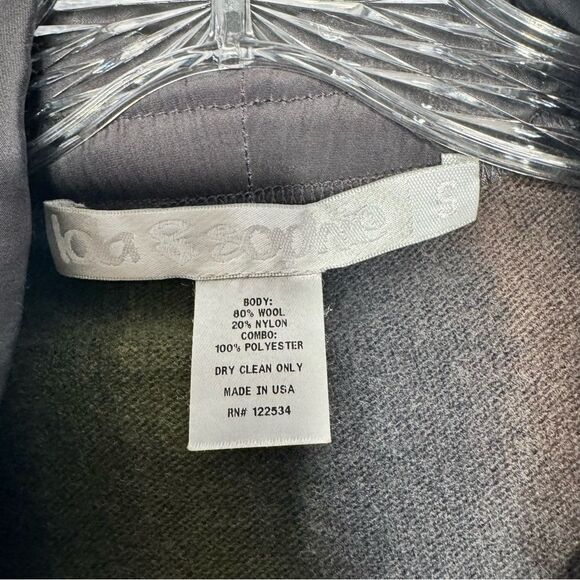 S
BODY:
80% WOOL
20% NYLON
COMBO:
100% POLYESTER
DRY CLEAN ONLY
MADE IN USA
RN# 122534